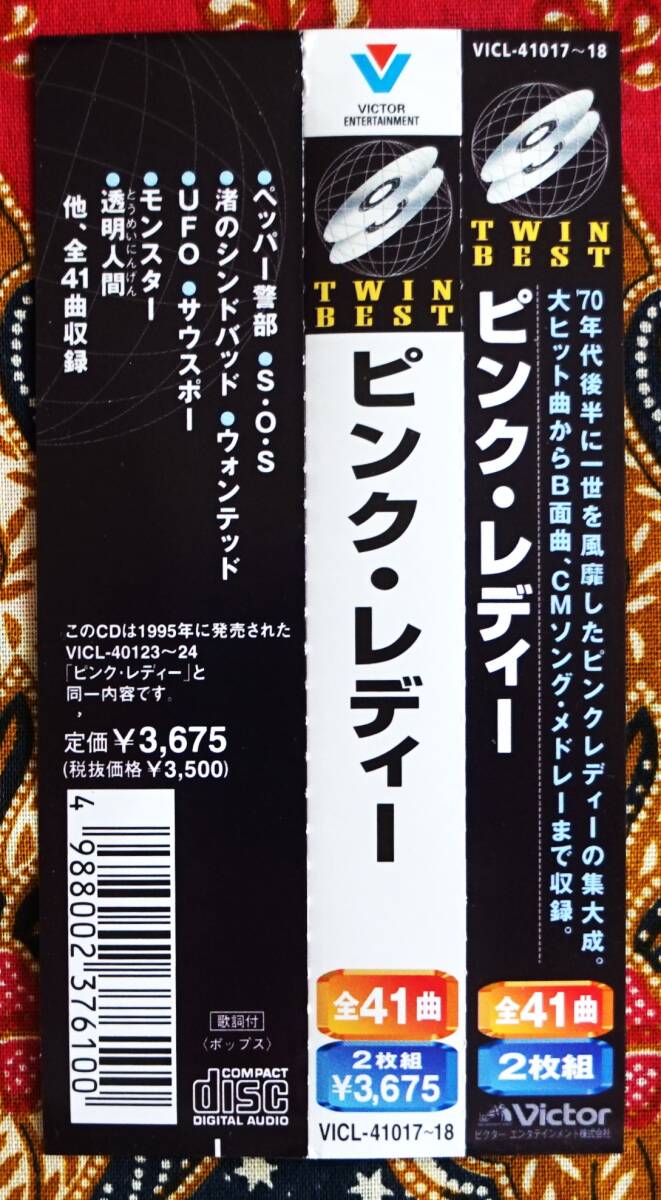 VICL-41017～18
TWIN
BEST
ピンク・レディー
'70年代後半に一世を風靡したピンクレディーの集大成。
大ヒット曲からB面曲、CMソング・メドレーまで収録。
全41曲
2枚組
Victor
ビクター エンタテインメント株式会社
VICTOR
ENTERTAINMENT
TWIN
BEST
ピンク・レディー
全41曲
2枚組
¥3,675
VICL-41017～18
●ペッパー警部 ●S・O・S
●渚のシンドバッド ●ウォンテッド
●UFO ●サウスポー
●モンスター
●透明人間
とうめいにんげん
他、全41曲収録
このCDは1995年に発売された
VICL-40123～24
「ピンク・レディー」と
同一内容です。
定価¥3,675
(税抜価格¥3,500)
4 988002 376100
歌詞付
〈ポップス〉
COMPACT
disc
DIGITAL AUDIO